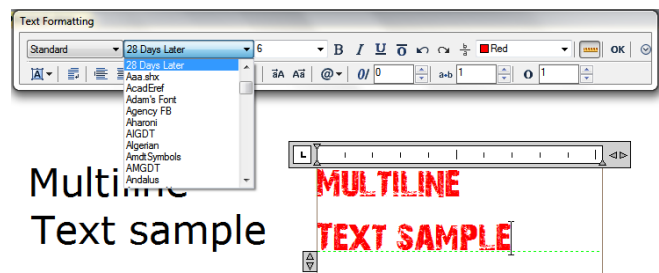 Text Formatting
Standard 28 Days Later 6 B I U O Red OK
@ 0/ 0 a+b 1 O 1
28 Days Later
Aaa.shx
AcadEref
Adam's Font
Agency FB
Aharoni
AIGDT
Algerian
AmdtSymbols
AMGDT
Andalus
L
Multiline
Text sample
MULTILINE
TEXT SAMPLE